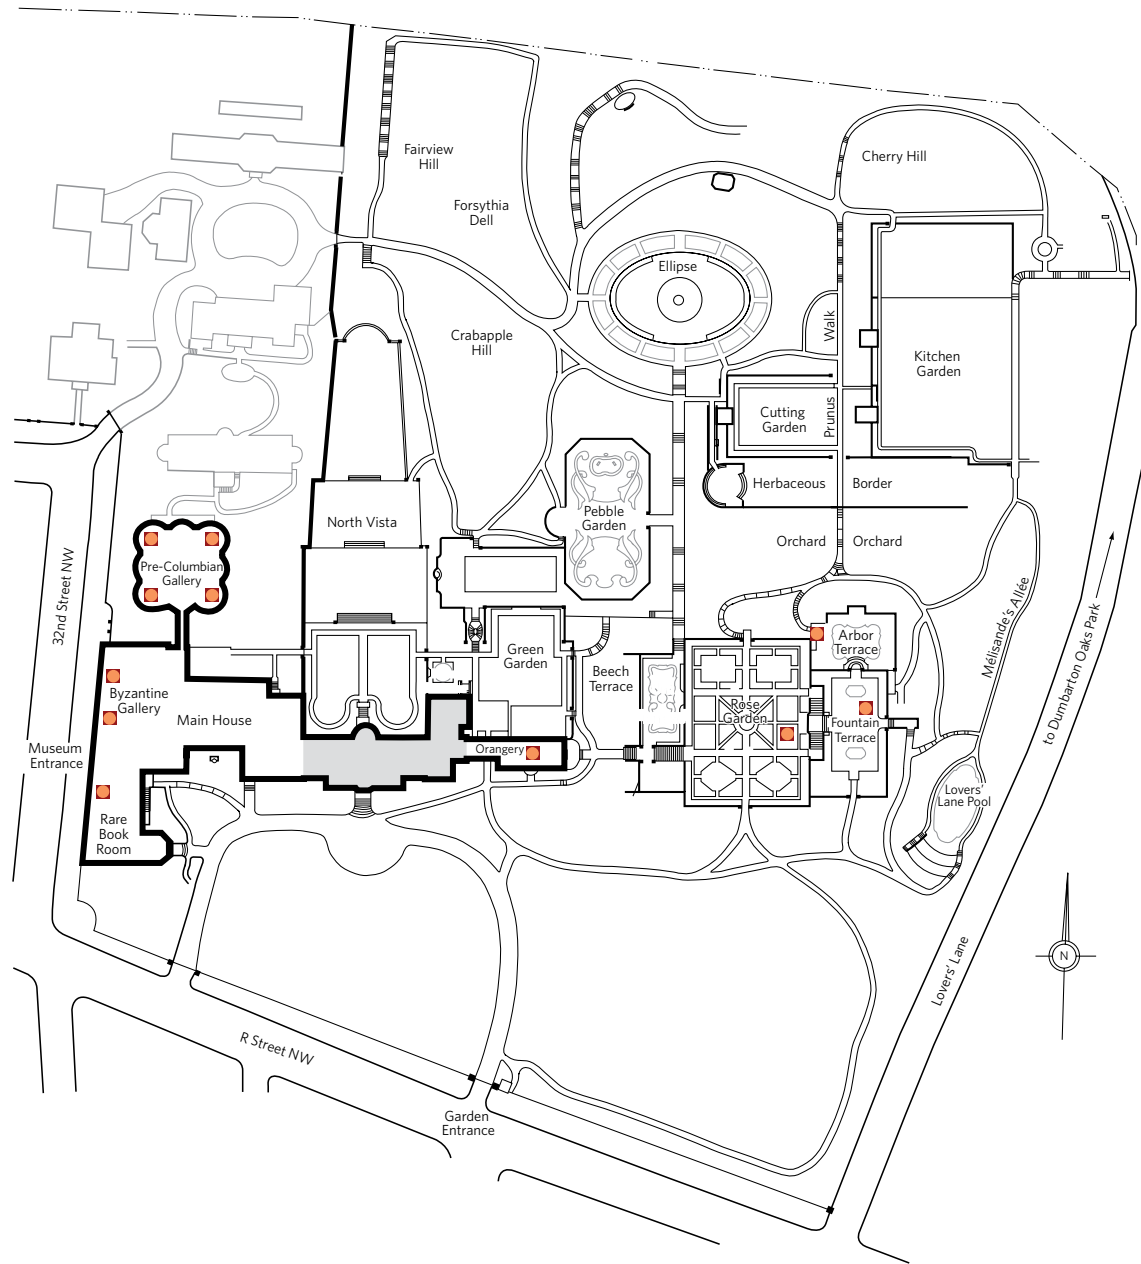 Fairview
Hill
Cherry Hill
Forsythia
Dell
Ellipse
Crabapple
Hill
Walk
Kitchen
Garden
Cutting
Garden
Prunus
Herbaceous
Border
North Vista
Pebble
Garden
Orchard
Orchard
32nd Street NW
Pre-Columbian
Gallery
Mélisande's Allée
Arbor
Terrace
Green
Garden
Beech
Terrace
to Dumbarton Oaks Park
Byzantine
Gallery
Main House
Rose
Garden
Fountain
Terrace
Museum
Entrance
Orangery
Lovers'
Lane Pool
Rare
Book
Room
N
Lovers' Lane
R Street NW
Garden
Entrance